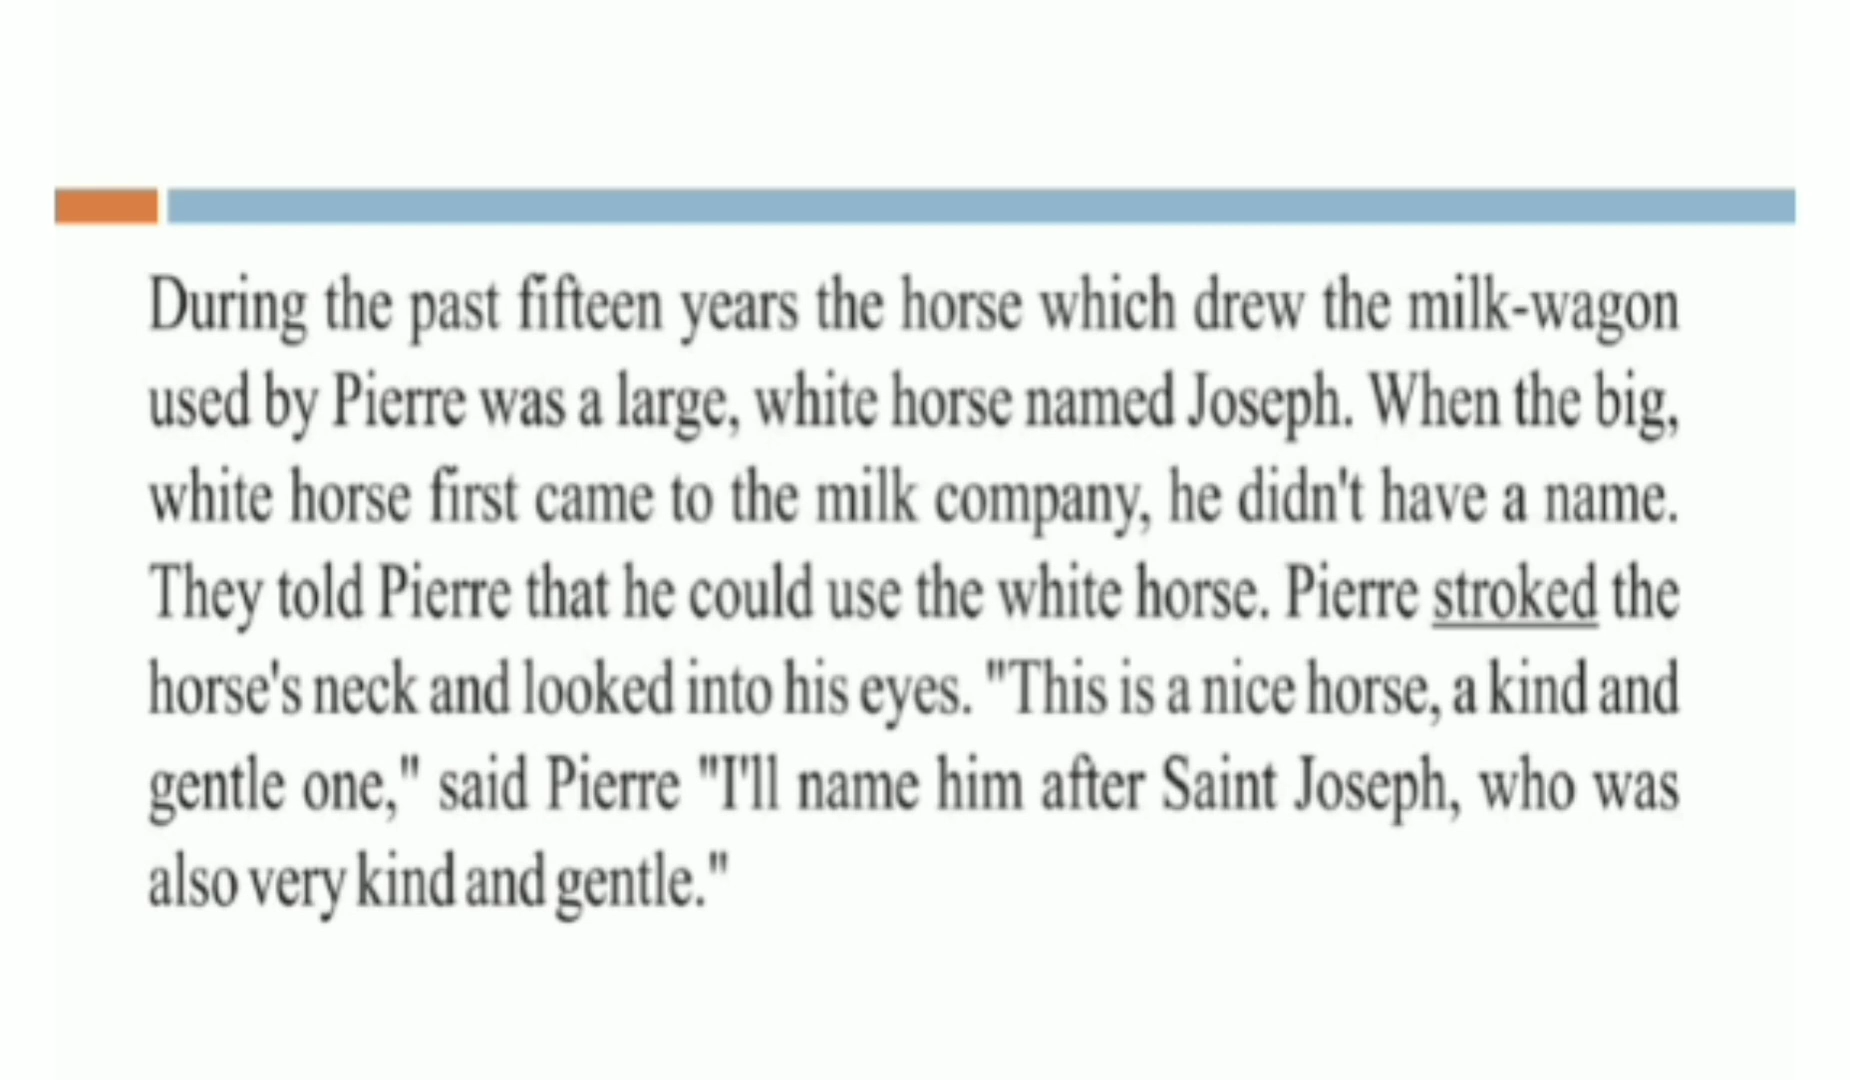 During the past fifteen years the horse which drew the milk-wagon
used by Pierre was a large, white horse named Joseph. When the big,
white horse first came to the milk company, he didn't have a name.
They told Pierre that he could use the white horse. Pierre stroked the
horse's neck and looked into his eyes. "This is a nice horse, a kind and
gentle one," said Pierre "I'll name him after Saint Joseph, who was
also very kind and gentle."